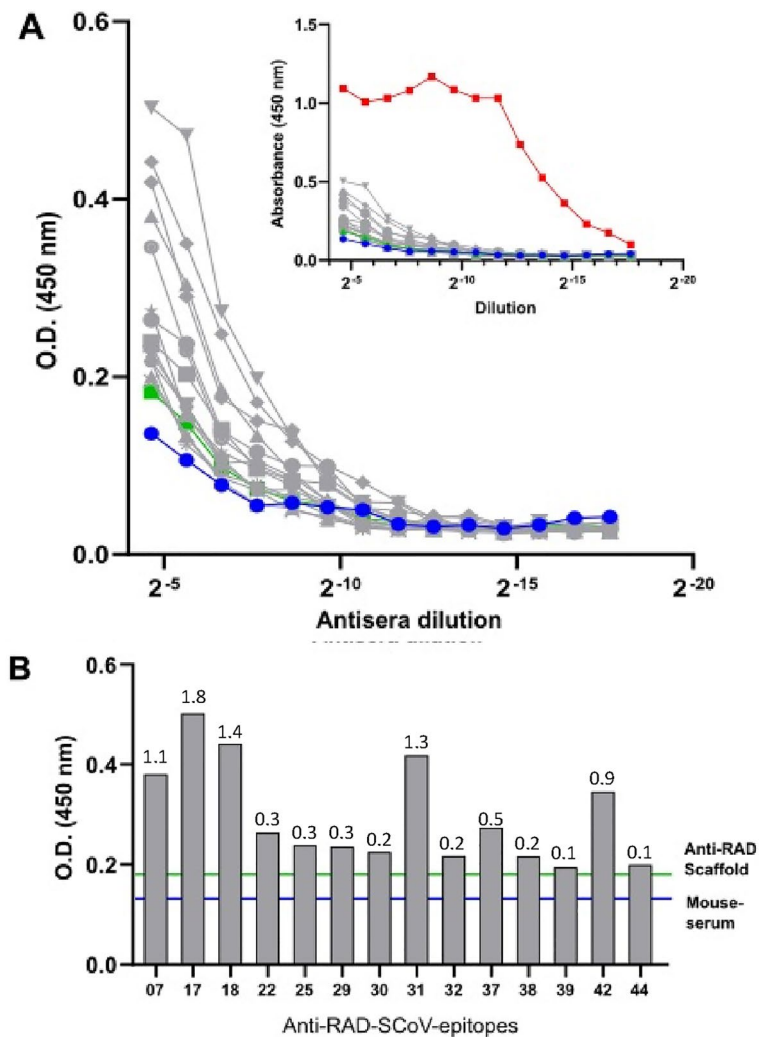 A
0.6
0.4
0.2
0.0
O.D. (450 nm)
2-5
2-10
2-15
2-20
Antisera dilution
1.5
1.0
0.5
0.0
Absorbance (450 nm)
2-5
2-10
2-15
2-20
Dilution
B
0.6
0.4
0.2
0.0
O.D. (450 nm)
1.1
1.8
1.4
0.3
0.3
0.3
0.2
1.3
0.2
0.5
0.2
0.1
0.9
0.1
Anti-RAD
Scaffold
Mouse-
serum
07 17 18 22 25 29 30 31 32 37 38 39 42 44
Anti-RAD-SCoV-epitopes